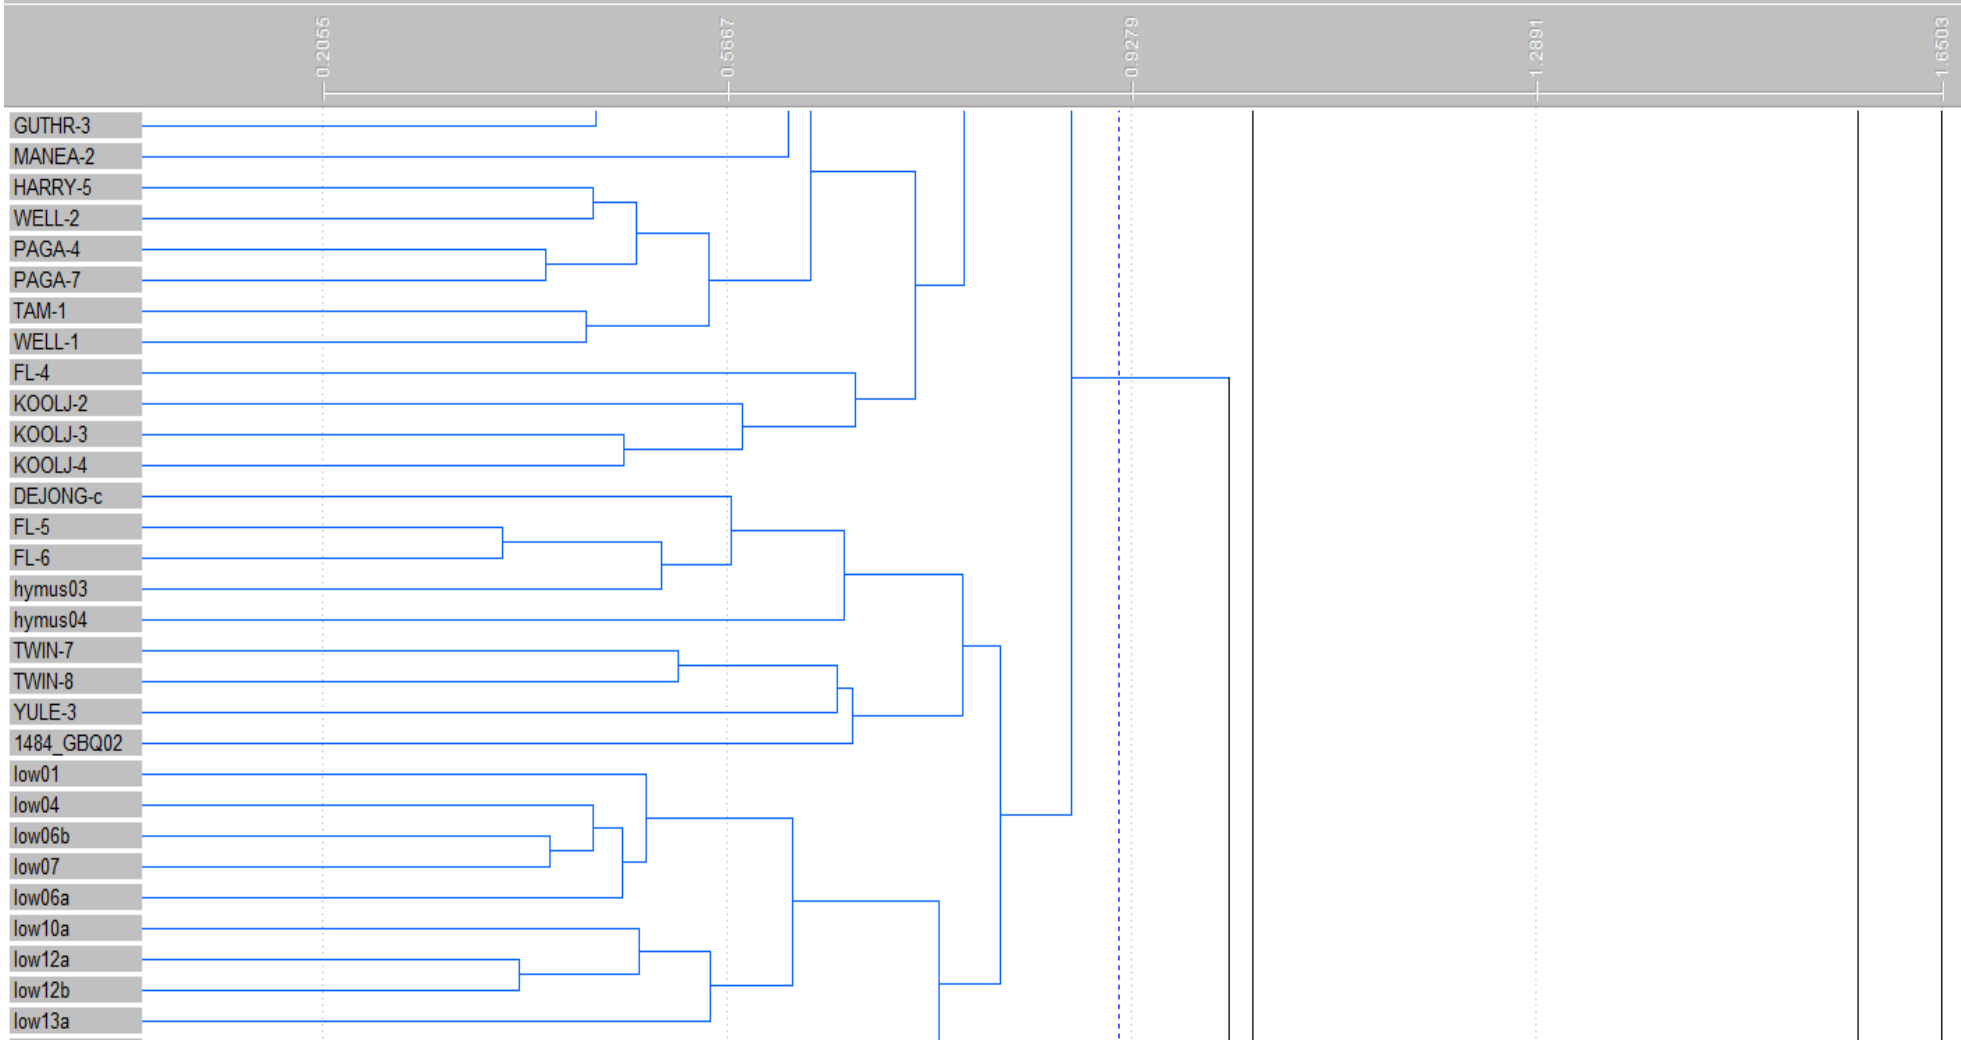 0.2055
0.5667
0.9279
1.2891
1.6503
GUTHR-3
MANEA-2
HARRY-5
WELL-2
PAGA-4
PAGA-7
TAM-1
WELL-1
FL-4
KOOLJ-2
KOOLJ-3
KOOLJ-4
DEJONG-c
FL-5
FL-6
hymus03
hymus04
TWIN-7
TWIN-8
YULE-3
1484_GBQ02
low01
low04
low06b
low07
low06a
low10a
low12a
low12b
low13a